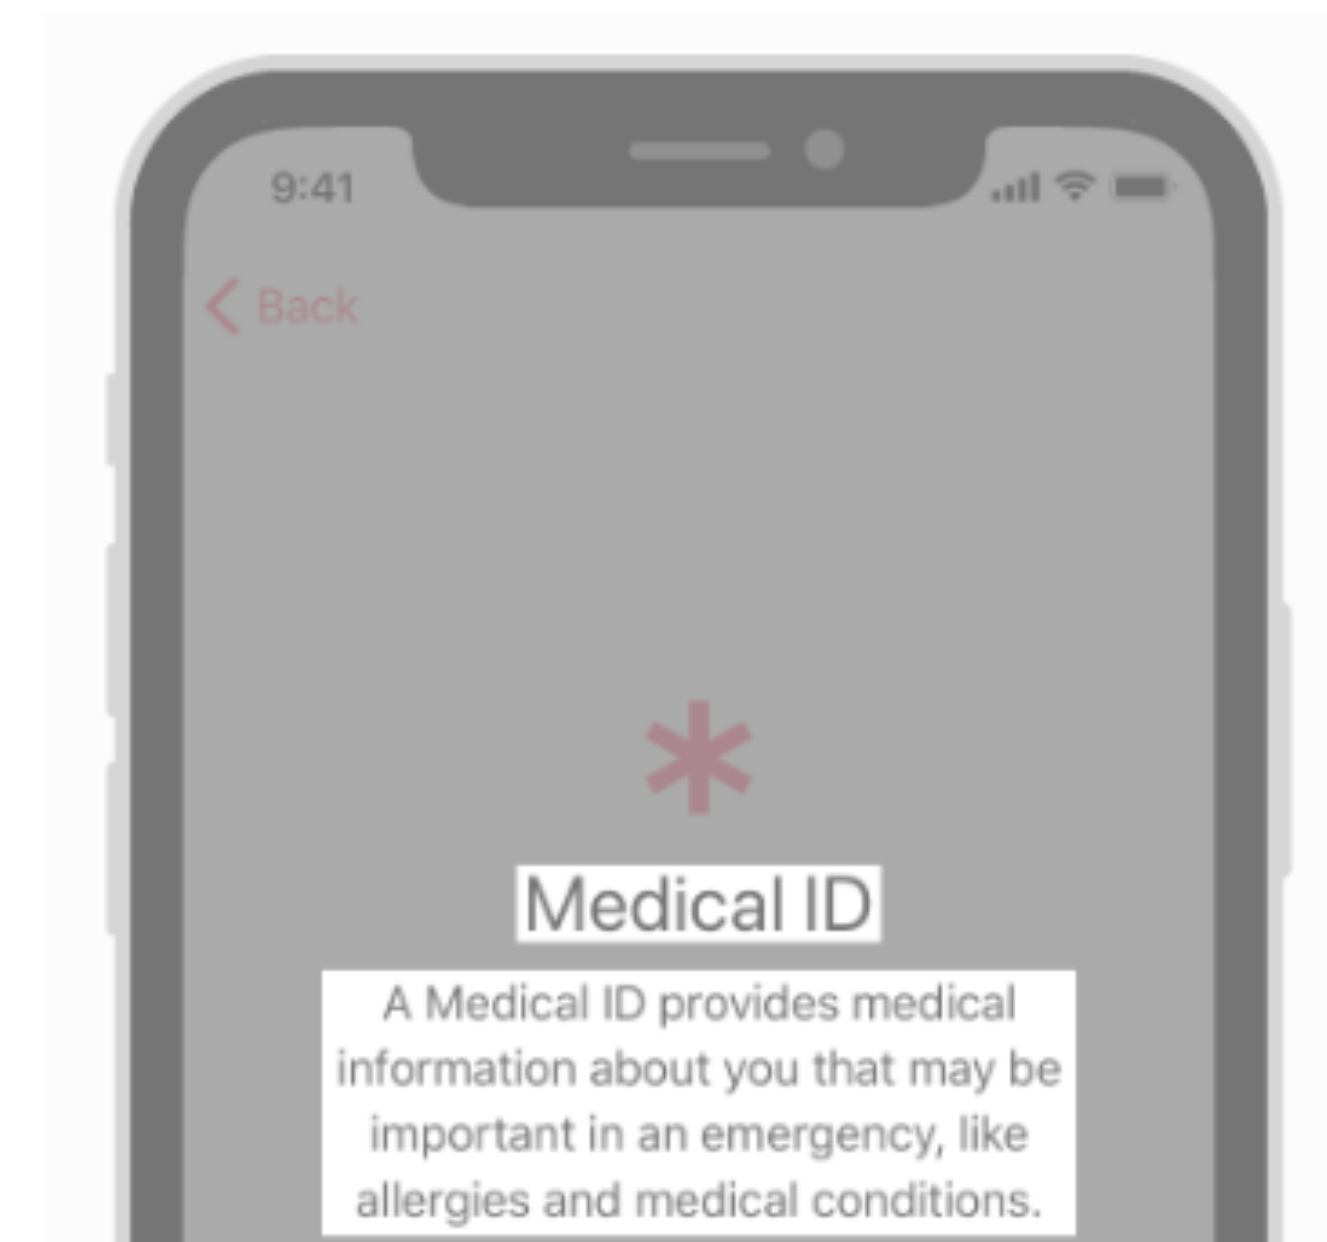 9:41
Back
Medical ID
A Medical ID provides medical
information about you that may be
important in an emergency, like
allergies and medical conditions.